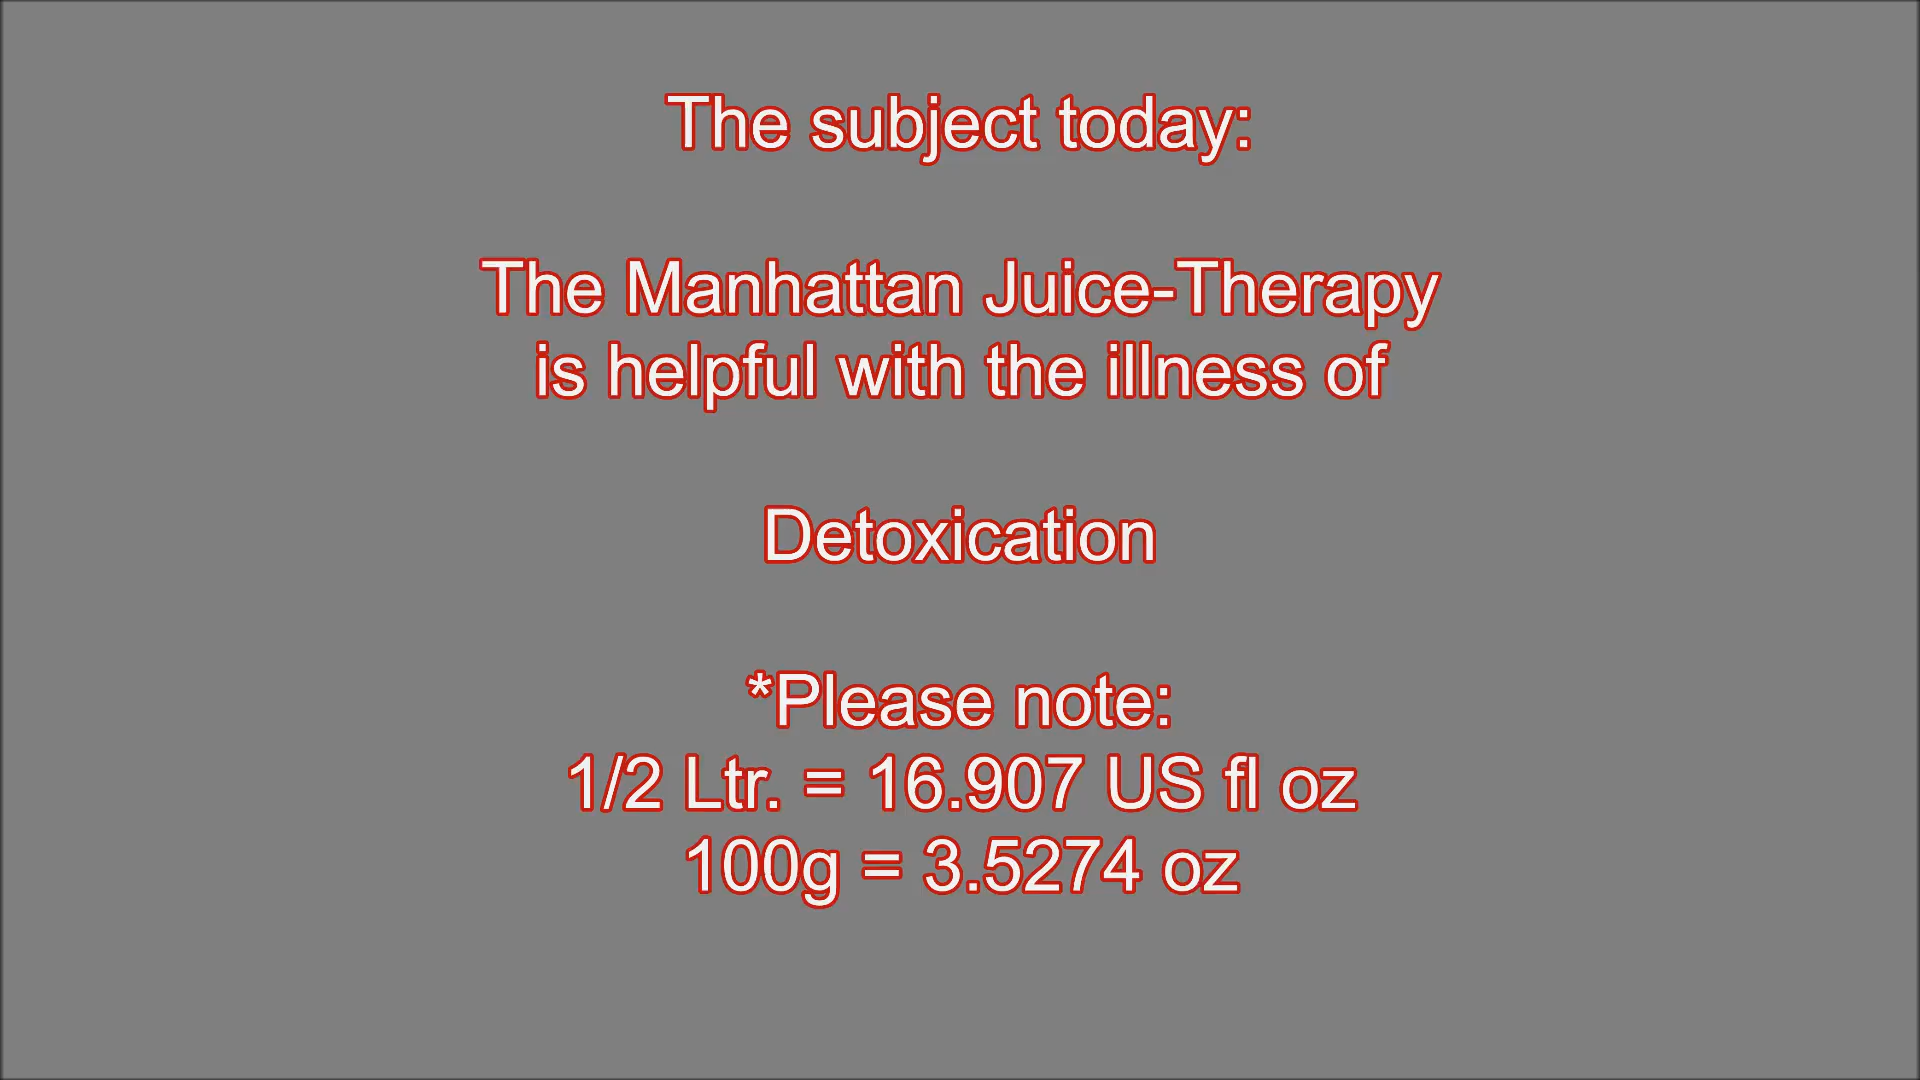 The subject today:
The Manhattan Juice-Therapy
is helpful with the illness of
Detoxication
*Please note:
1/2 Ltr. = 16.907 US fl oz
100g = 3.5274 oz